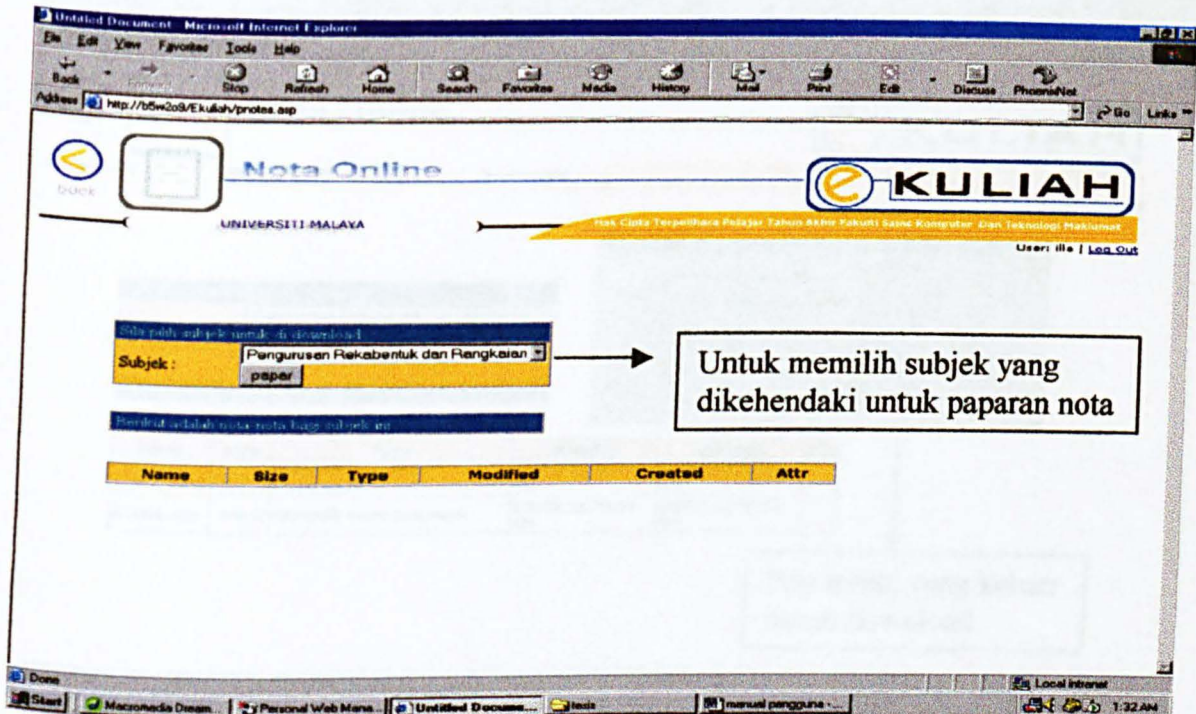 Untitled Document - Microsoft Internet Explorer
File Edit View Favorites Tools Help
Back Stop Refresh Home Search Favorites Media History Mail Print Edit Discuss PhoenixNet
Address http://b5w2o9/Ekuliah/pnotes.asp Go Links
back
Nota Online
e KULIAH
UNIVERSITI MALAYA
Hak Cipta Terpelihara Pelajar Tahun Akhir Fakulti Sains Komputer Dan Teknologi Maklumat
User: illa | Log Out
Sila pilih subjek untuk di download
Subjek :
Pengurusan Rekabentuk dan Rangkaian
papar
Untuk memilih subjek yang
dikehendaki untuk paparan nota
Berikut adalah nota-nota bagi subjek ini
Name Size Type Modified Created Attr
Done Local intranet
Start Macromedia Dream... Personal Web Mana... Untitled Docume... tesis manual pengguna - ... 1:32 AM